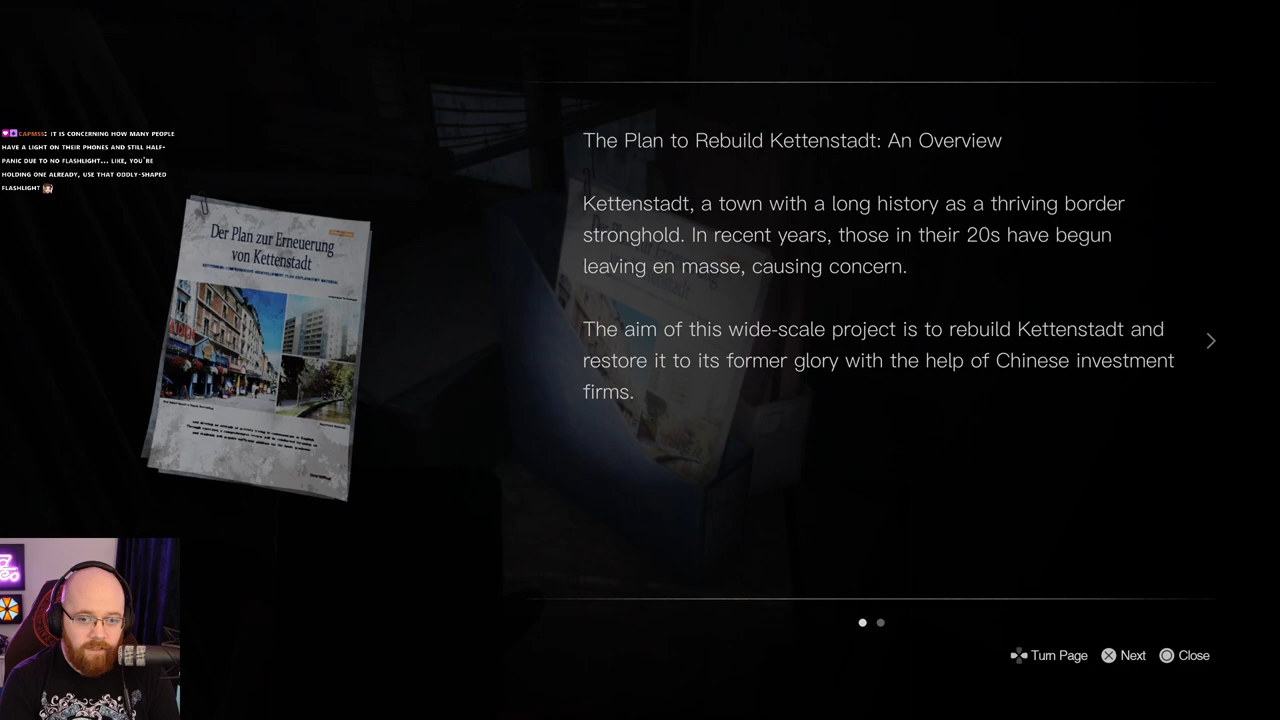 CAPMSS: IT IS CONCERNING HOW MANY PEOPLE
HAVE A LIGHT ON THEIR PHONES AND STILL HALF-
PANIC DUE TO NO FLASHLIGHT... LIKE, YOU'RE
HOLDING ONE ALREADY, USE THAT ODDLY-SHAPED
FLASHLIGHT
Der Plan zur Erneuerung
von Kettenstadt
The Plan to Rebuild Kettenstadt: An Overview
Kettenstadt, a town with a long history as a thriving border
stronghold. In recent years, those in their 20s have begun
leaving en masse, causing concern.
The aim of this wide-scale project is to rebuild Kettenstadt and
restore it to its former glory with the help of Chinese investment
firms.
Turn Page
Next
Close